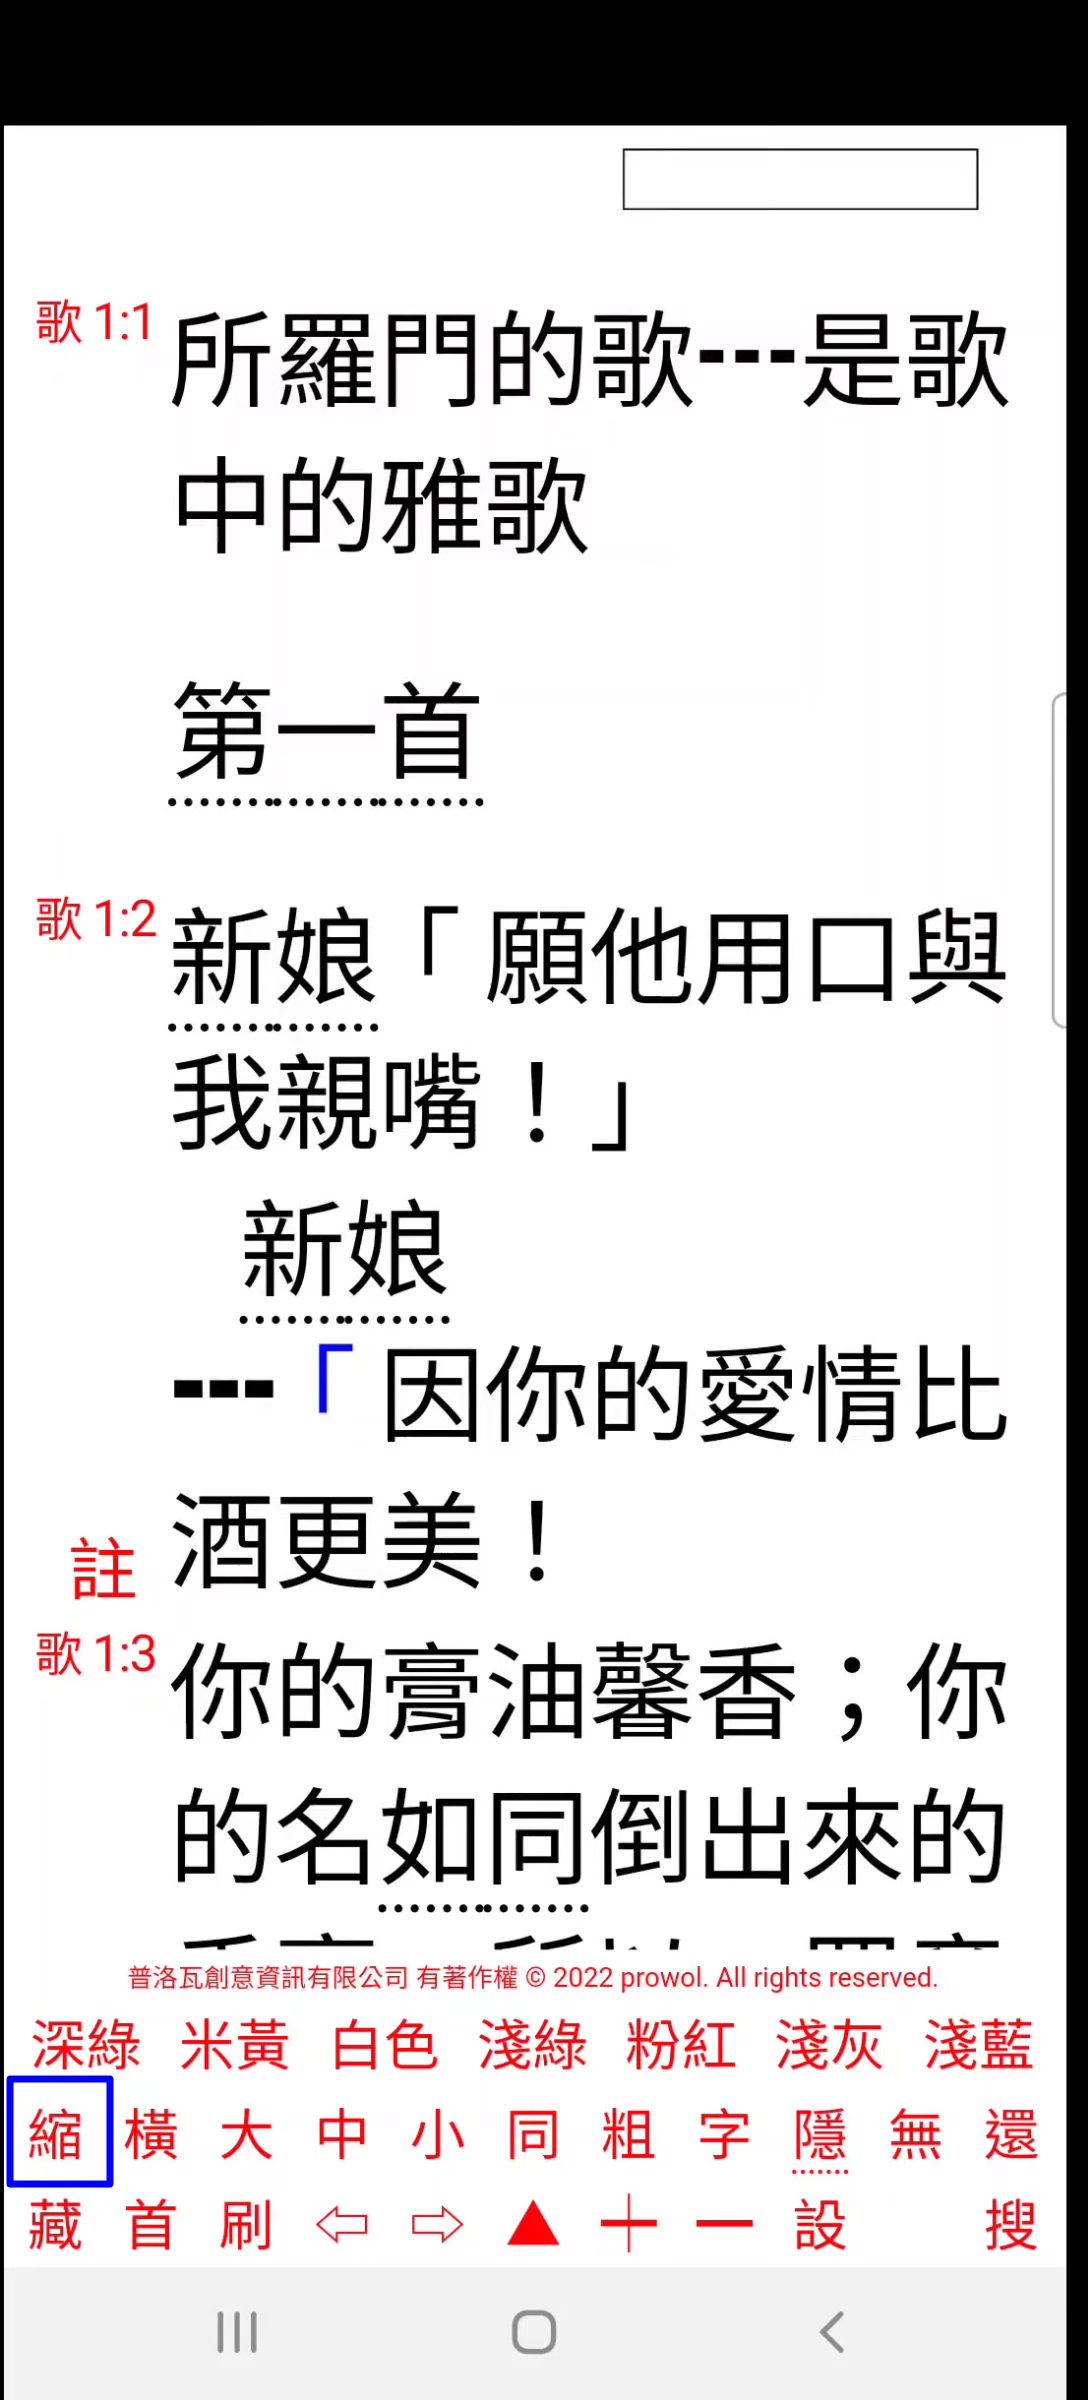 歌 1:1 所羅門的歌---是歌
中的雅歌
第一首
歌 1:2 新娘「願他用口與
我親嘴！」
新娘
---「因你的愛情比
註 酒更美！
歌 1:3 你的膏油馨香；你
的名如同倒出來的
普洛瓦創意資訊有限公司 有著作權 © 2022 prowol. All rights reserved.
深綠 米黃 白色 淺綠 粉紅 淺灰 淺藍
縮 橫 大 中 小 同 粗 字 隱 無 還
藏 首 刷 ⇦ ⇨ ▲ ＋ － 設 搜